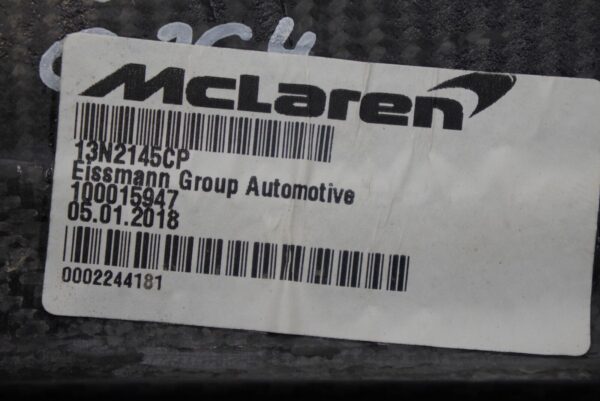 McLaren
13N2145CP
Eissmann Group Automotive
100015947
05.01.2018
0002244181